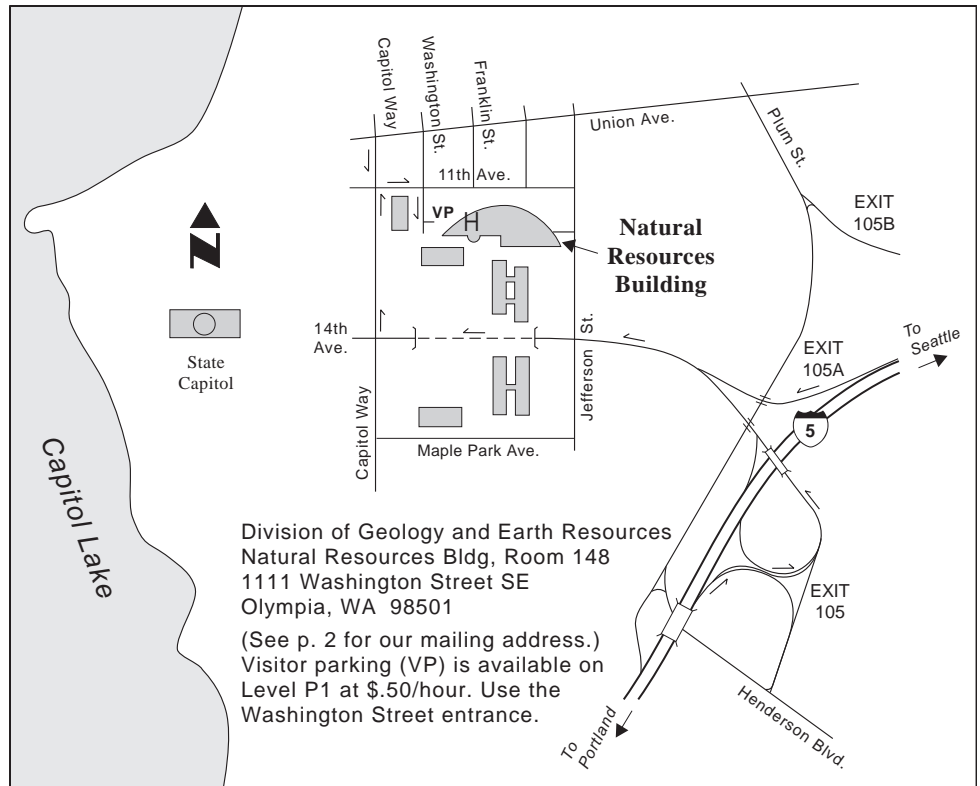 Capitol Way
Washington St.
Franklin St.
Union Ave.
Plum St.
11th Ave.
VP
H
EXIT
105B
Natural
Resources
Building
N
State
Capitol
14th
Ave.
Jefferson St.
EXIT
105A
To
Seattle
5
Capitol Way
Maple Park Ave.
Capitol Lake
Division of Geology and Earth Resources
Natural Resources Bldg, Room 148
1111 Washington Street SE
Olympia, WA 98501
(See p. 2 for our mailing address.)
Visitor parking (VP) is available on
Level P1 at $.50/hour. Use the
Washington Street entrance.
EXIT
105
Henderson Blvd.
To
Portland